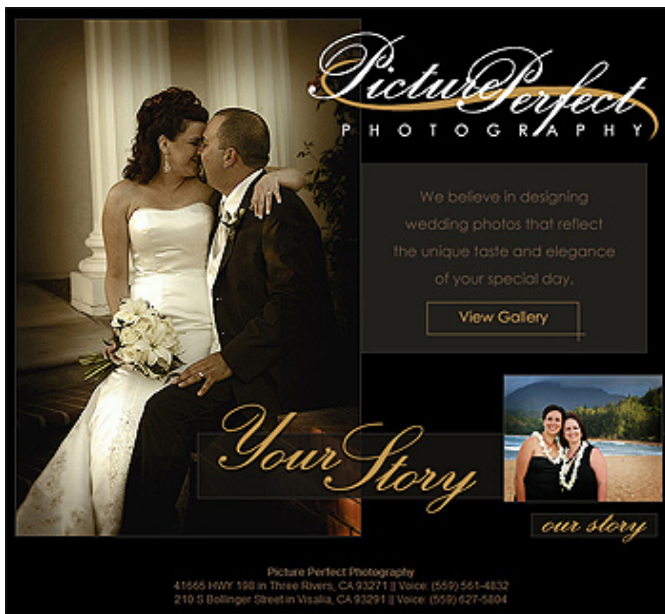 Picture Perfect
PHOTOGRAPHY
We believe in designing
wedding photos that reflect
the unique taste and elegance
of your special day.
View Gallery
Your Story
our story
Picture Perfect Photography
41665 HWY 198 in Three Rivers, CA 93271 || Voice: (559) 561-4832
210 S Bollinger Street in Visalia, CA 93291 || Voice: (559) 627-5804